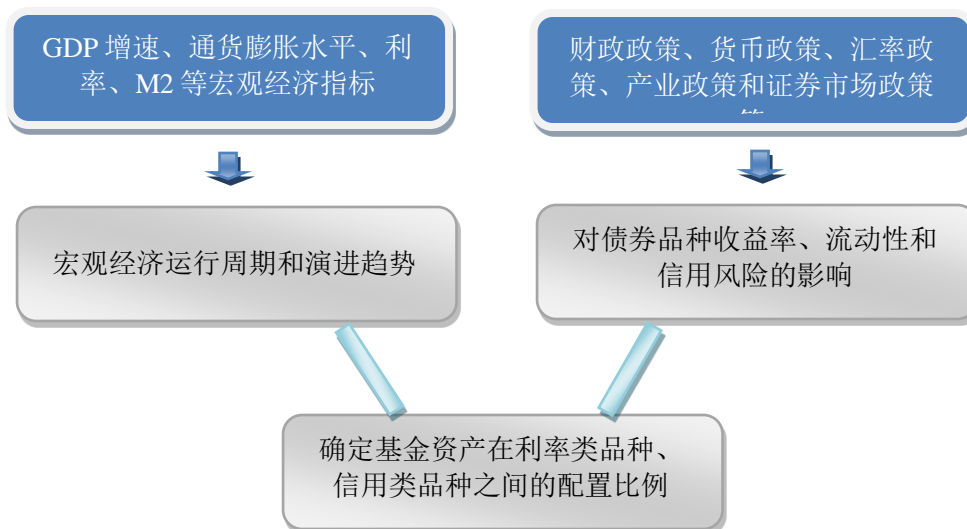 GDP 增速、通货膨胀水平、利
率、M2 等宏观经济指标
财政政策、货币政策、汇率政
策、产业政策和证券市场政策
宏观经济运行周期和演进趋势
对债券品种收益率、流动性和
信用风险的影响
确定基金资产在利率类品种、
信用类品种之间的配置比例